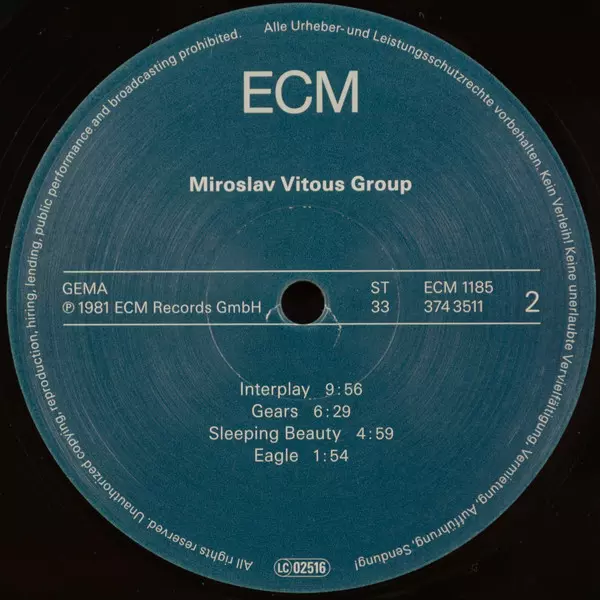 ECM
Miroslav Vitous Group
GEMA ST ECM 1185
℗ 1981 ECM Records GmbH 33 374 3511 2
Interplay 9:56
Gears 6:29
Sleeping Beauty 4:59
Eagle 1:54
Alle Urheber- und Leistungsschutzrechte vorbehalten. Kein Verleih! Keine unerlaubte Vervielfältigung, Vermietung, Aufführung, Sendung!
All rights reserved. Unauthorized copying, reproduction, hiring, lending, public performance and broadcasting prohibited.
LC 02516